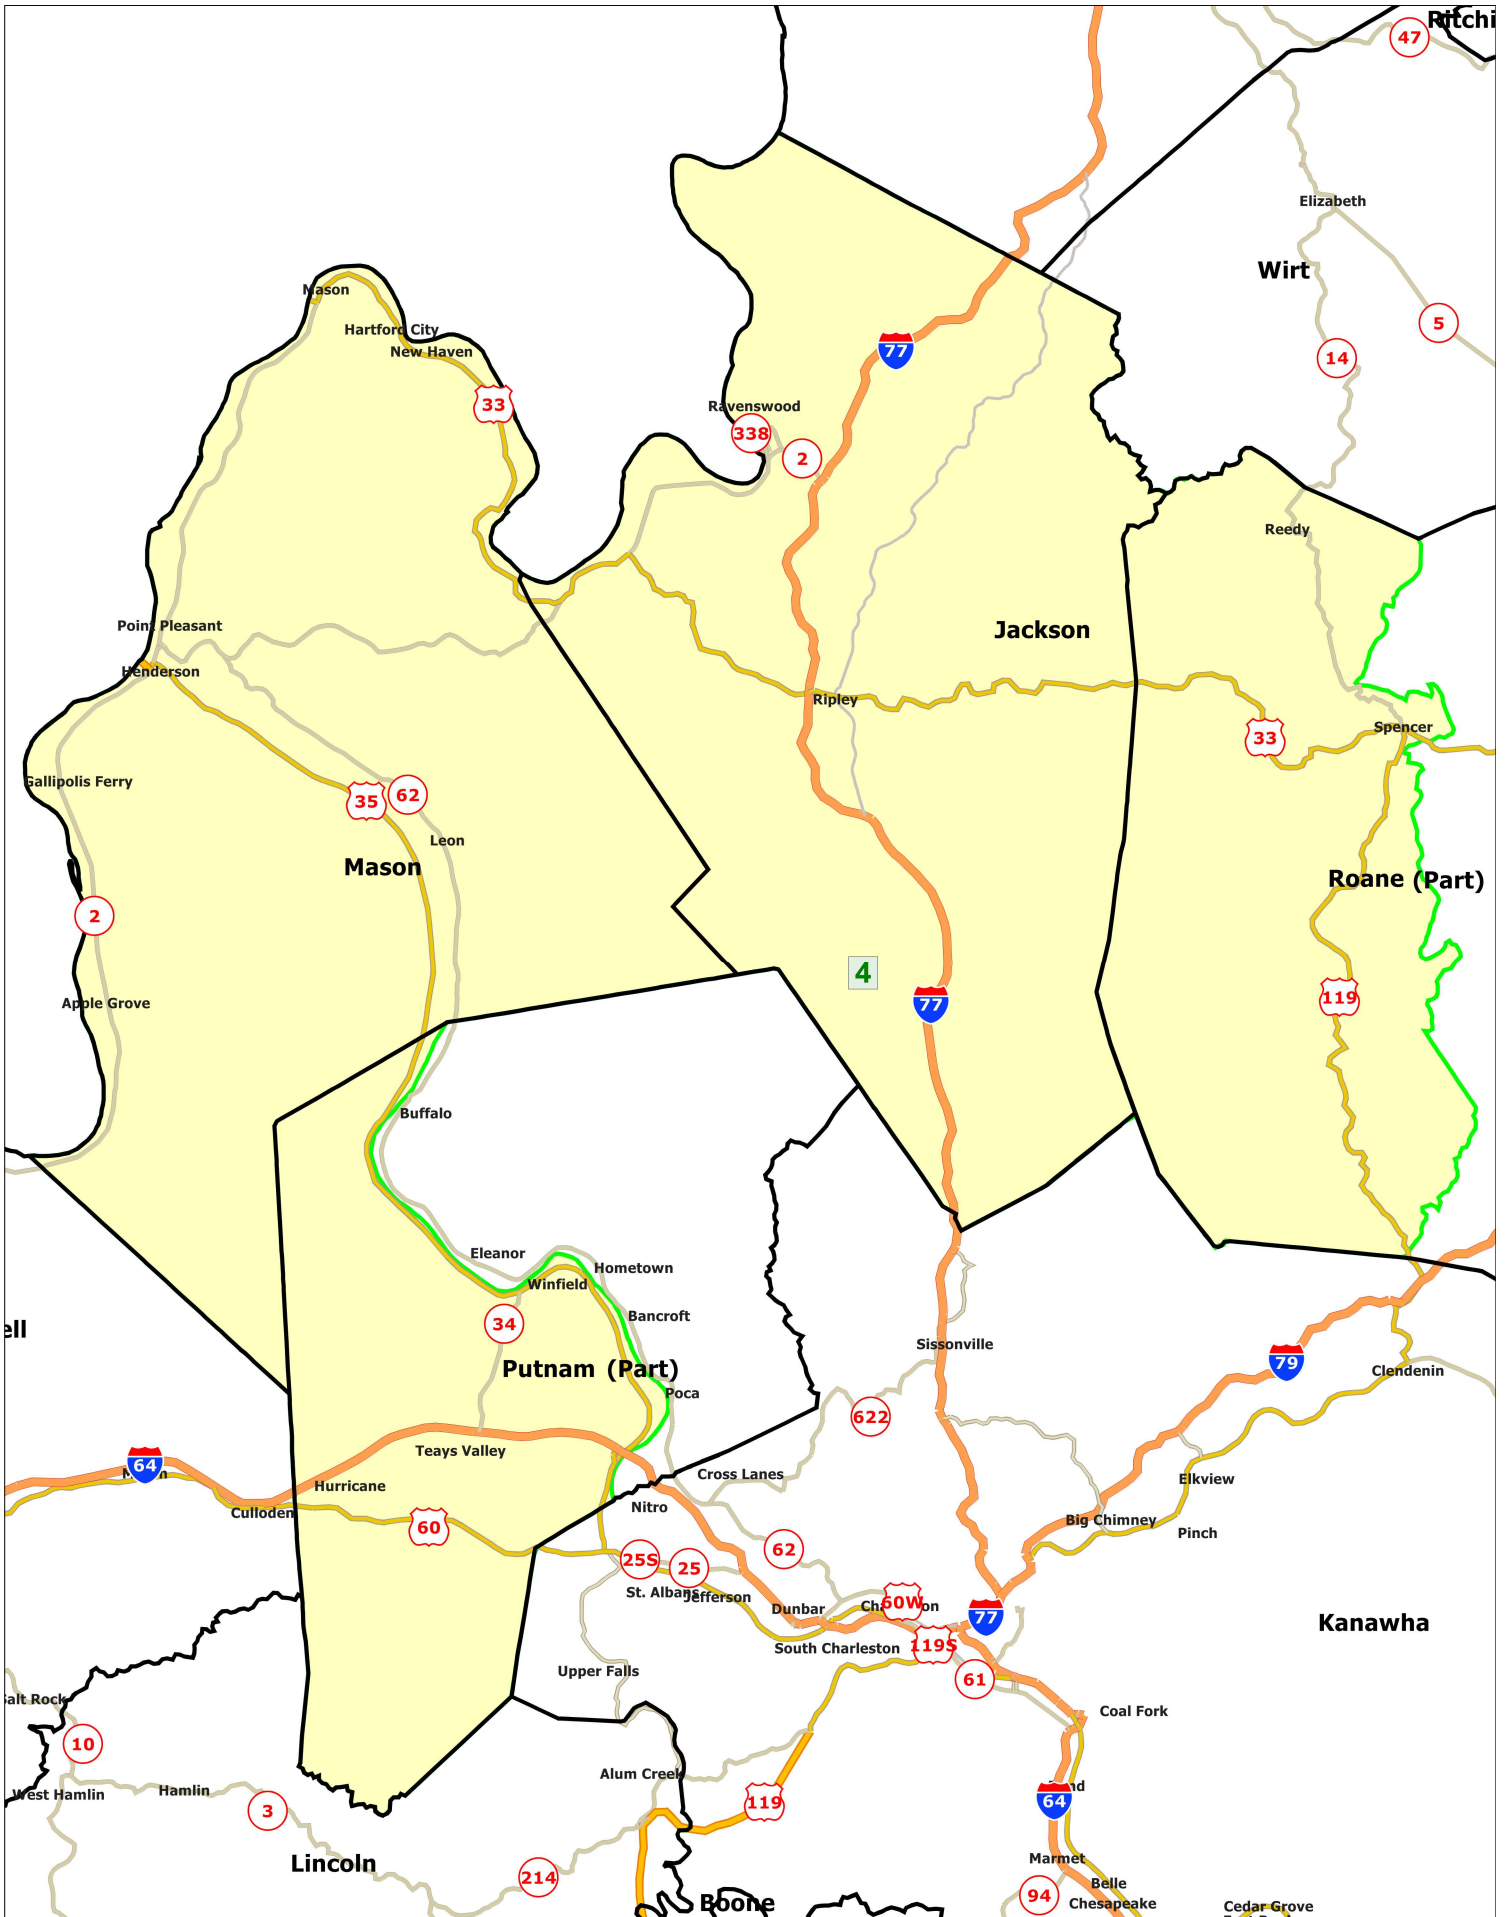 Ritchi
47
Elizabeth
Wirt
Mason
5
Hartford City
77
New Haven
14
33
Ravenswood
338
2
Reedy
Point Pleasant
Jackson
Henderson
Ripley
Spencer
33
Gallipolis Ferry
35
62
Leon
Mason
Roane (Part)
2
4
119
Apple Grove
77
Buffalo
Eleanor
Hometown
Winfield
Bancroft
34
ell
Sissonville
79
Putnam (Part)
Clendenin
Poca
622
Teays Valley
64
Cross Lanes
Elkview
Hurricane
Nitro
Culloden
Big Chimney
60
Pinch
62
25S
25
St. Albans
Jefferson
60W
Dunbar
77
Kanawha
South Charleston
119S
Upper Falls
61
alt Rock
Coal Fork
10
Alum Creek
Hamlin
West Hamlin
64
119
3
Marmet
Lincoln
214
Belle
94
Boone
Chesapeake
Cedar Grove